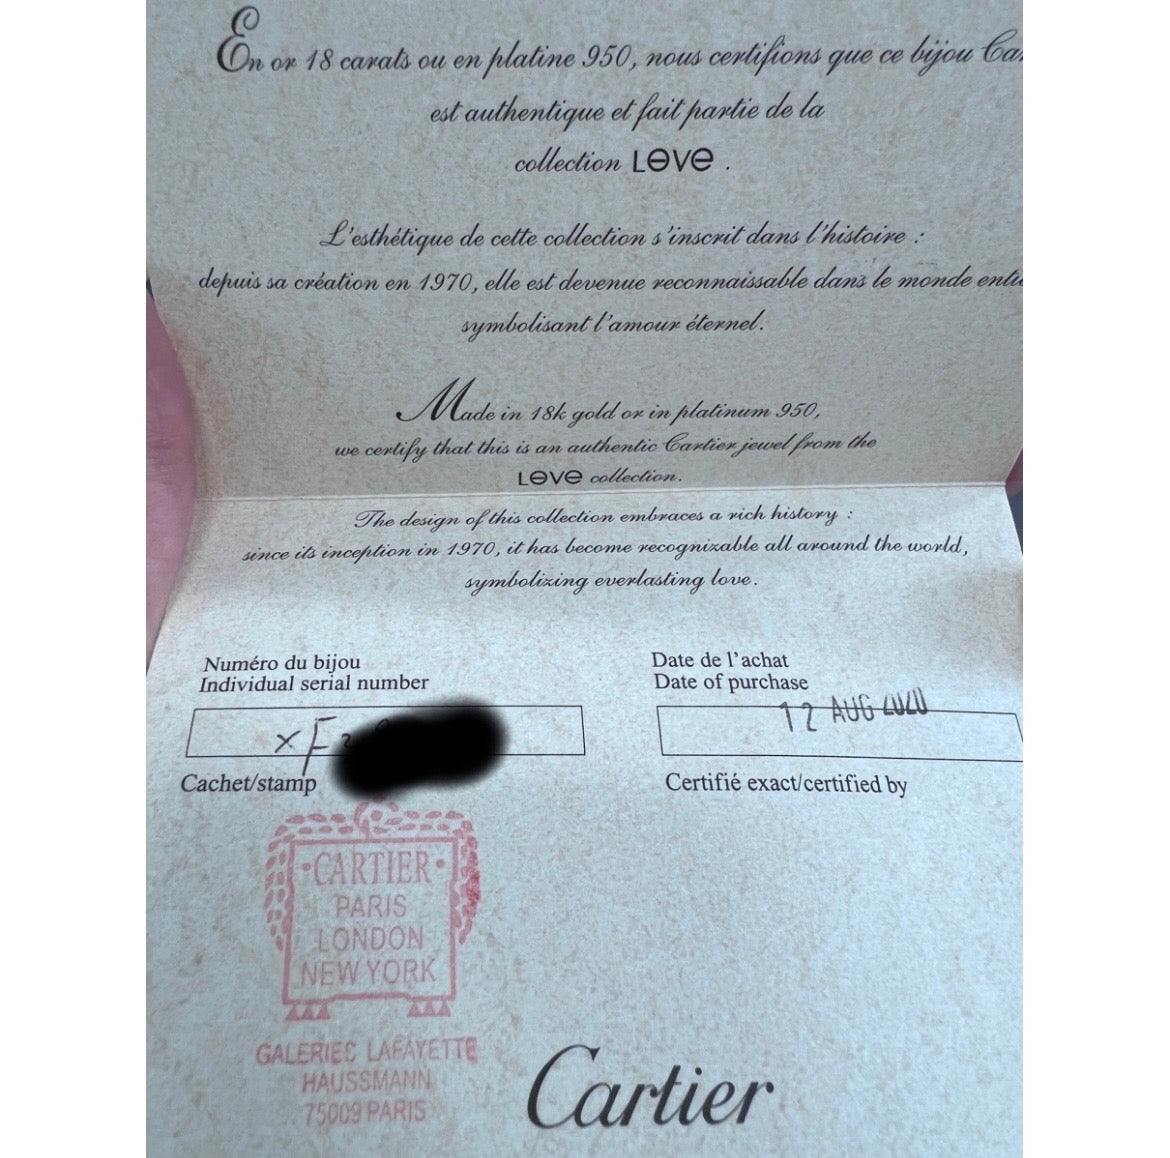 En or 18 carats ou en platine 950, nous certifions que ce bijou Car
est authentique et fait partie de la
collection LOVE .
L'esthétique de cette collection s'inscrit dans l'histoire :
depuis sa création en 1970, elle est devenue reconnaissable dans le monde enti
symbolisant l'amour éternel.
Made in 18k gold or in platinum 950,
we certify that this is an authentic Cartier jewel from the
LOVE collection.
The design of this collection embraces a rich history :
since its inception in 1970, it has become recognizable all around the world,
symbolizing everlasting love.
Numéro du bijou
Individual serial number
XF
Date de l'achat
Date of purchase
12 AUG 2020
Cachet/stamp
Certifié exact/certified by
·CARTIER·
PARIS
LONDON
NEW YORK
GALERIES LAFAYETTE
HAUSSMANN
75009 PARIS
Cartier